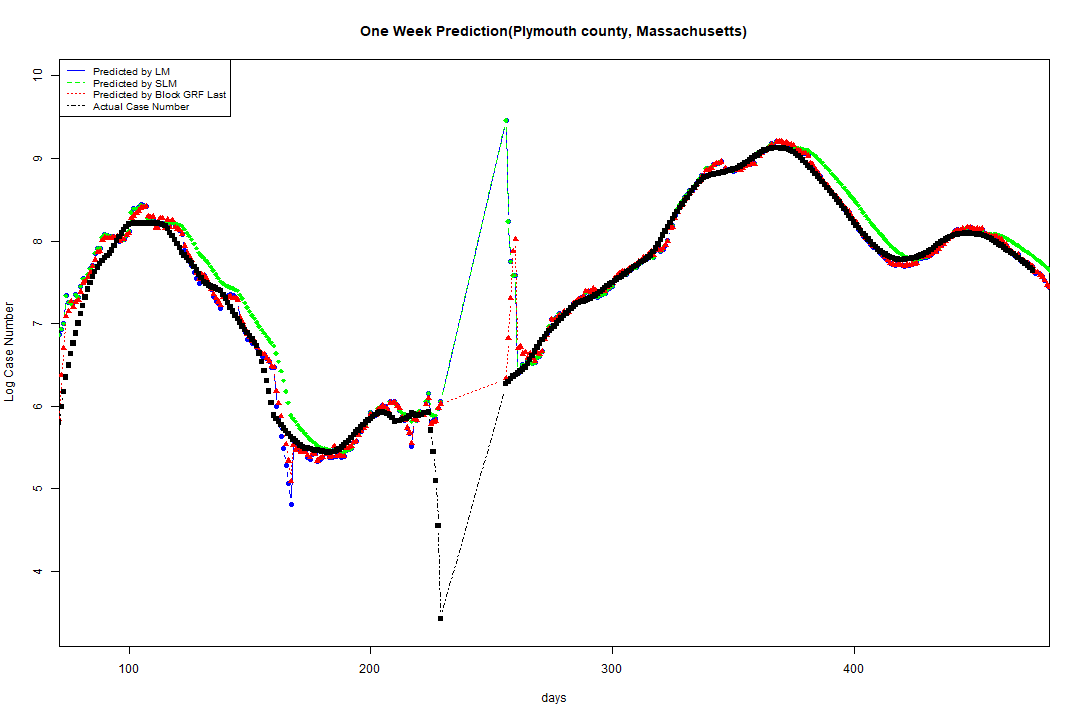 One Week Prediction(Plymouth county, Massachusetts)
Predicted by LM
Predicted by SLM
Predicted by Block GRF Last
Actual Case Number
10
9
8
7
6
5
4
Log Case Number
100
200
300
400
days